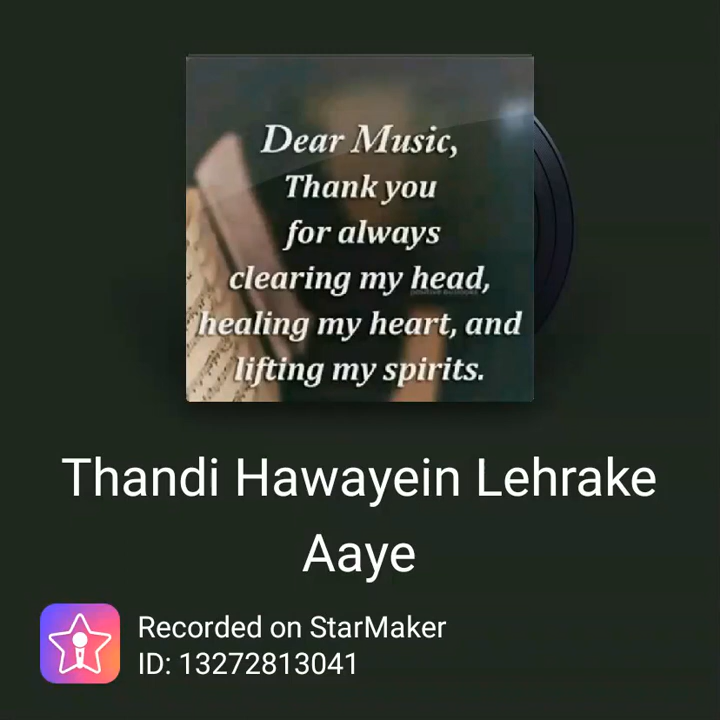 Dear Music,
Thank you
for always
clearing my head,
healing my heart, and
lifting my spirits.
Thandi Hawayein Lehrake
Aaye
Recorded on StarMaker
ID: 13272813041